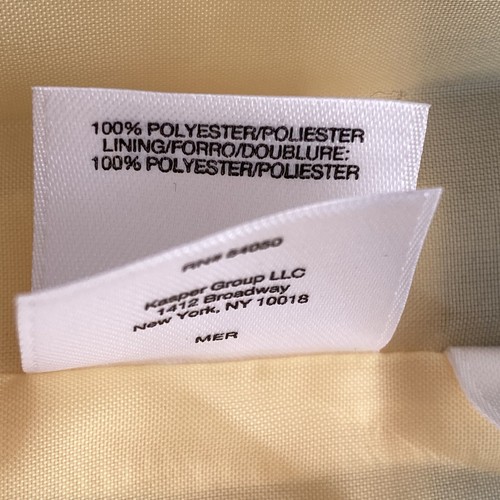 100% POLYESTER/POLIESTER
LINING/FORRO/DOUBLURE:
100% POLYESTER/POLIESTER
RN# 54050
Kasper Group LLC
1412 Broadway
New York, NY 10018
MER